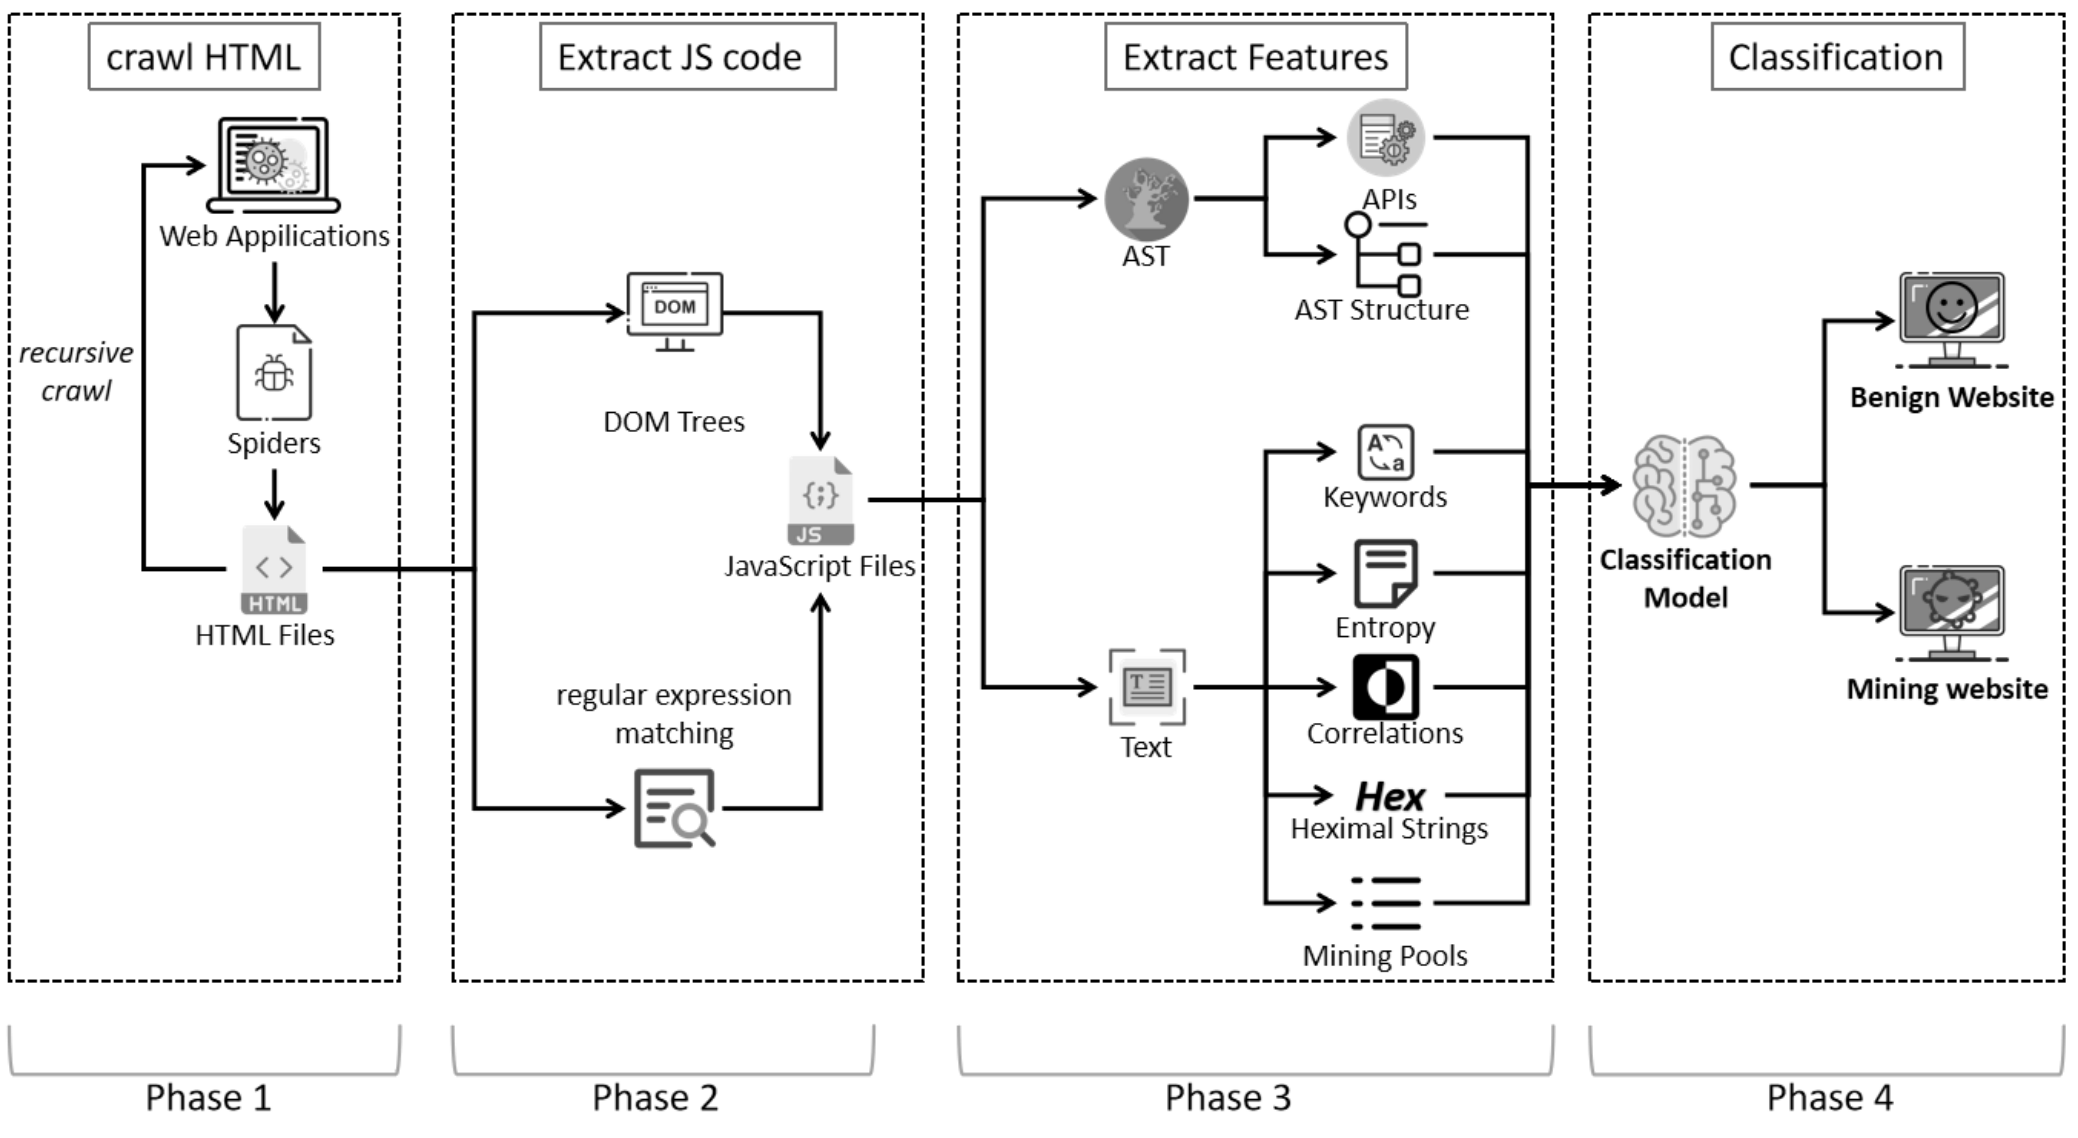 crawl HTML
Web Appilications
recursive
crawl
Spiders
HTML
HTML Files
Phase 1
Extract JS code
DOM
DOM Trees
{;}
JS
JavaScript Files
regular expression
matching
Phase 2
Extract Features
AST
APIs
AST Structure
A
a
Keywords
Entropy
T
Text
Correlations
Hex
Heximal Strings
Mining Pools
Phase 3
Classification
Classification
Model
Benign Website
Mining website
Phase 4